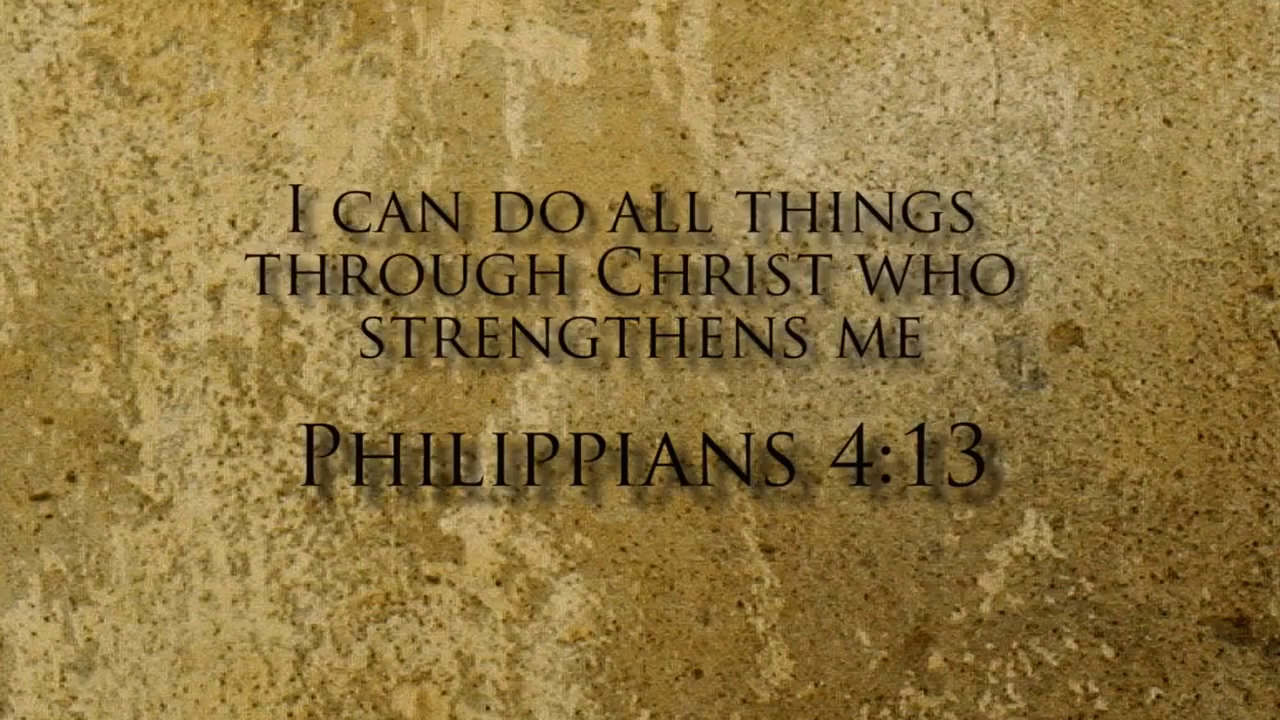 I can do all things
through Christ who
strengthens me
Philippians 4:13